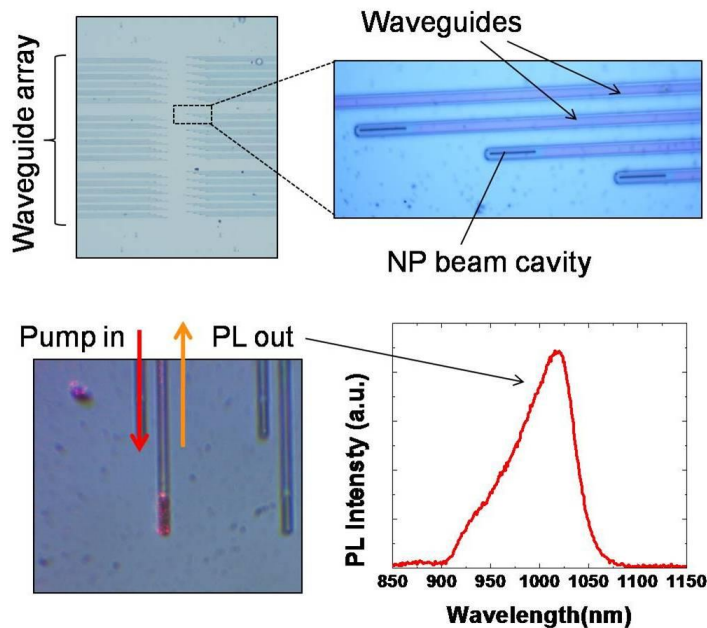 Waveguide array
Waveguides
NP beam cavity
Pump in
PL out
PL Intensty (a.u.)
850 900 950 1000 1050 1100 1150
Wavelength(nm)